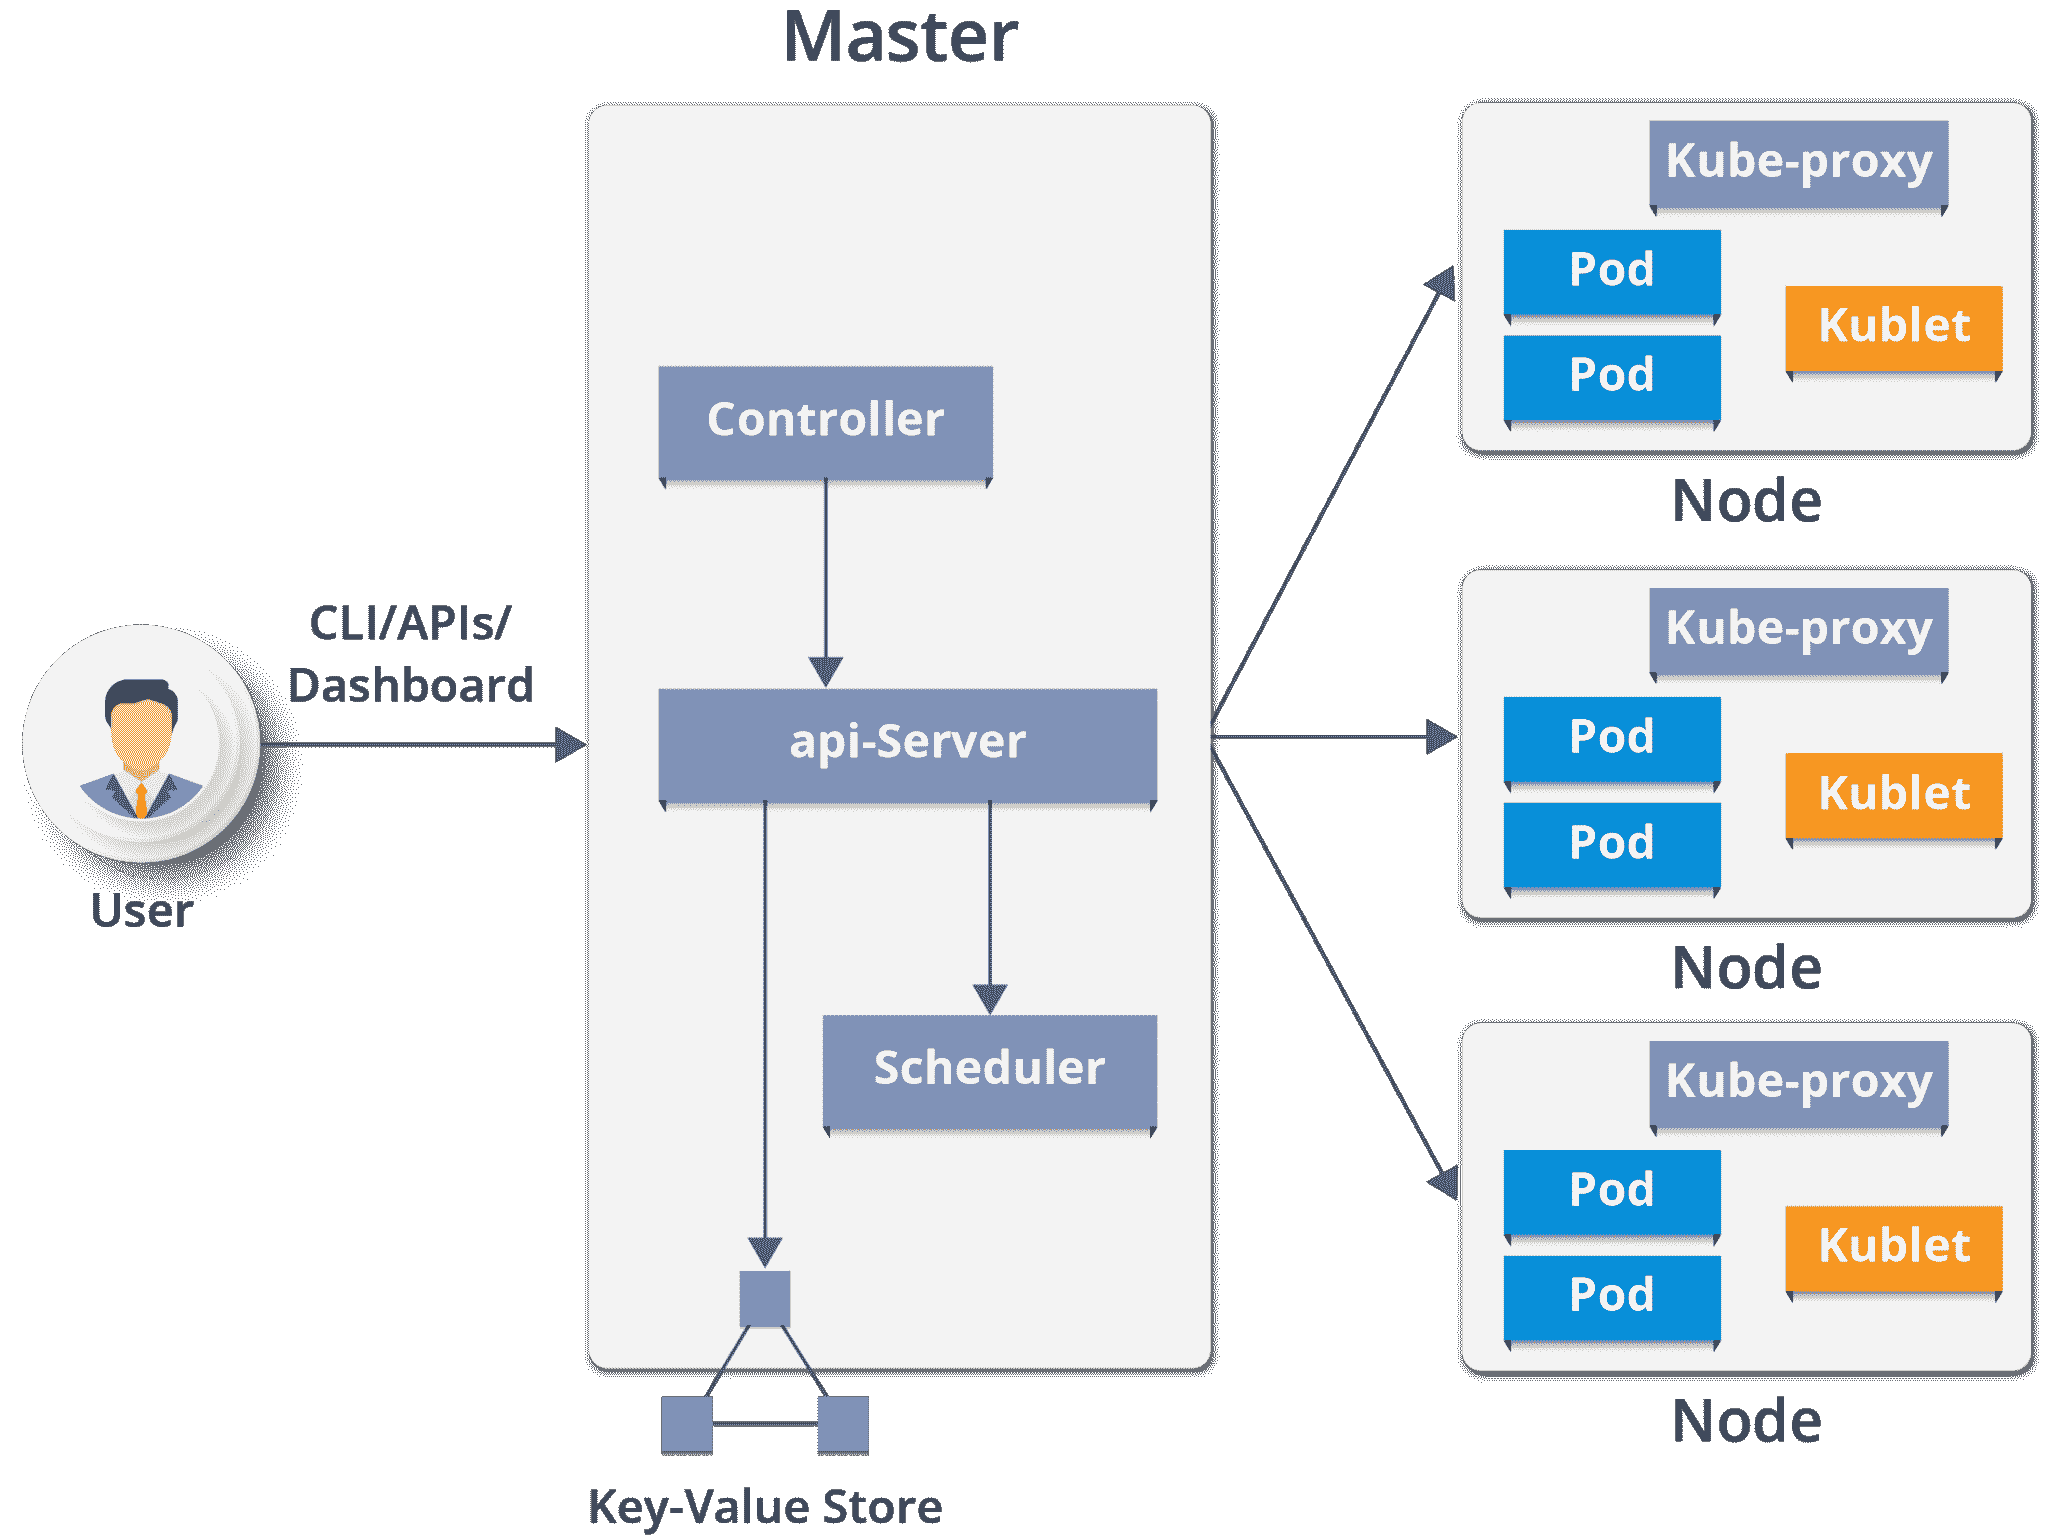 Master
CLI/APIs/
Dashboard
User
Controller
api-Server
Scheduler
Key-Value Store
Kube-proxy
Pod
Kublet
Pod
Node
Kube-proxy
Pod
Kublet
Pod
Node
Kube-proxy
Pod
Kublet
Pod
Node